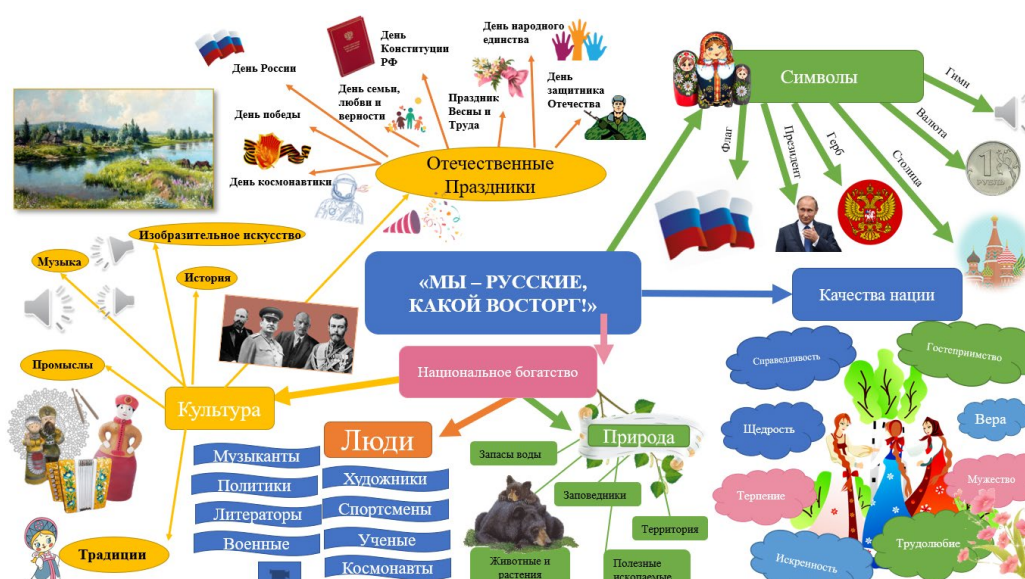 День России
День
Конституции
РФ
День народного
единства
День победы
День семьи,
любви и
верности
Праздник
Весны и
Труда
День
защитника
Отечества
День космонавтики
Отечественные
Праздники
Символы
Флаг
Президент
Герб
Столица
Валюта
Гимн
1
РУБЛЬ
Изобразительное искусство
Музыка
История
Промыслы
Культура
Традиции
«МЫ – РУССКИЕ,
КАКОЙ ВОСТОРГ!»
Национальное богатство
Люди
Музыканты
Политики
Литераторы
Военные
Художники
Спортсмены
Ученые
Космонавты
Природа
Запасы воды
Заповедники
Территория
Животные и
растения
Полезные
ископаемые
Качества нации
Справедливость
Гостеприимство
Щедрость
Вера
Терпение
Мужество
Искренность
Трудолюбие